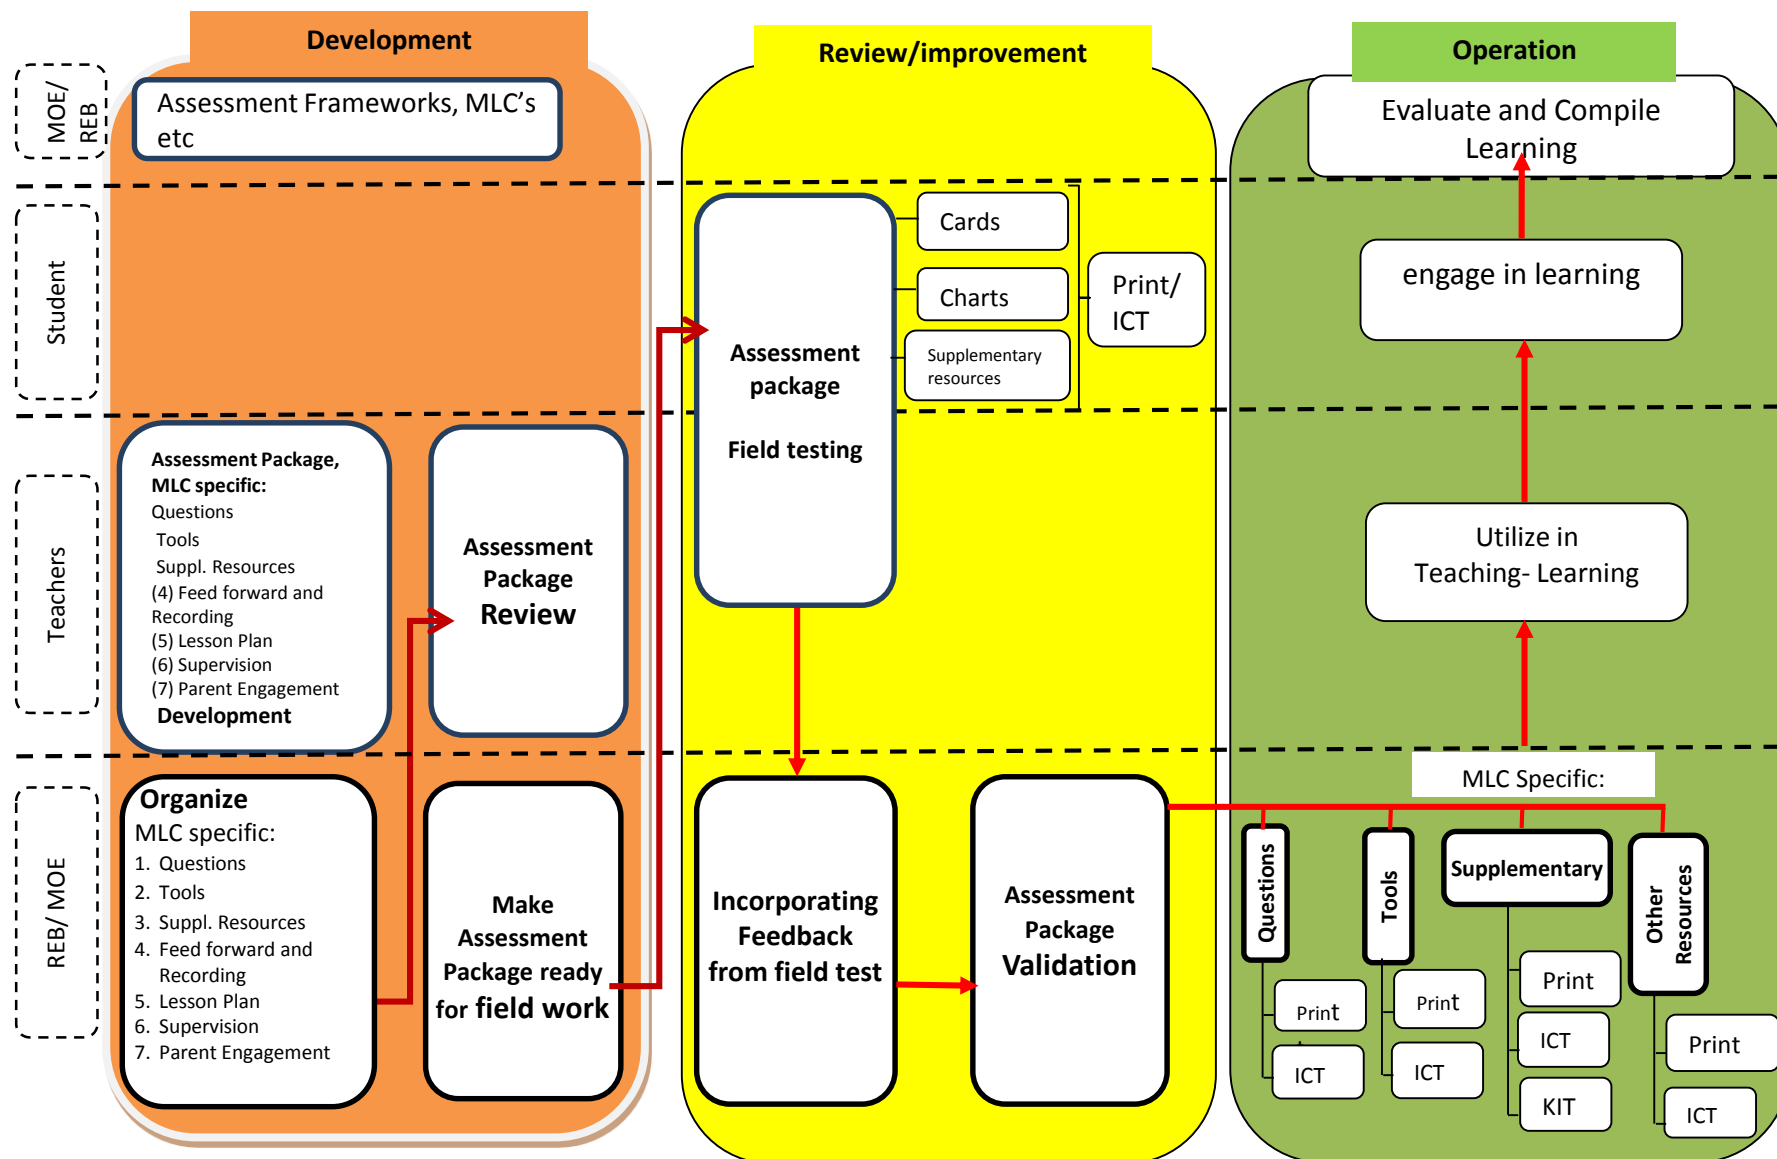 Development
Review/improvement
Operation
MOE/
REB
Assessment Frameworks, MLC's
etc
Evaluate and Compile
Learning
Student
Assessment
package
Field testing
Cards
Charts
Supplementary
resources
Print/
ICT
engage in learning
Teachers
Assessment Package,
MLC specific:
Questions
Tools
Suppl. Resources
(4) Feed forward and
Recording
(5) Lesson Plan
(6) Supervision
(7) Parent Engagement
Development
Assessment
Package
Review
Utilize in
Teaching- Learning
REB/ MOE
Organize
MLC specific:
1. Questions
2. Tools
3. Suppl. Resources
4. Feed forward and
Recording
5. Lesson Plan
6. Supervision
7. Parent Engagement
Make
Assessment
Package ready
for field work
Incorporating
Feedback
from field test
Assessment
Package
Validation
MLC Specific:
Questions
Print
ICT
Tools
Print
ICT
Supplementary
Print
ICT
KIT
Other
Resources
Print
ICT